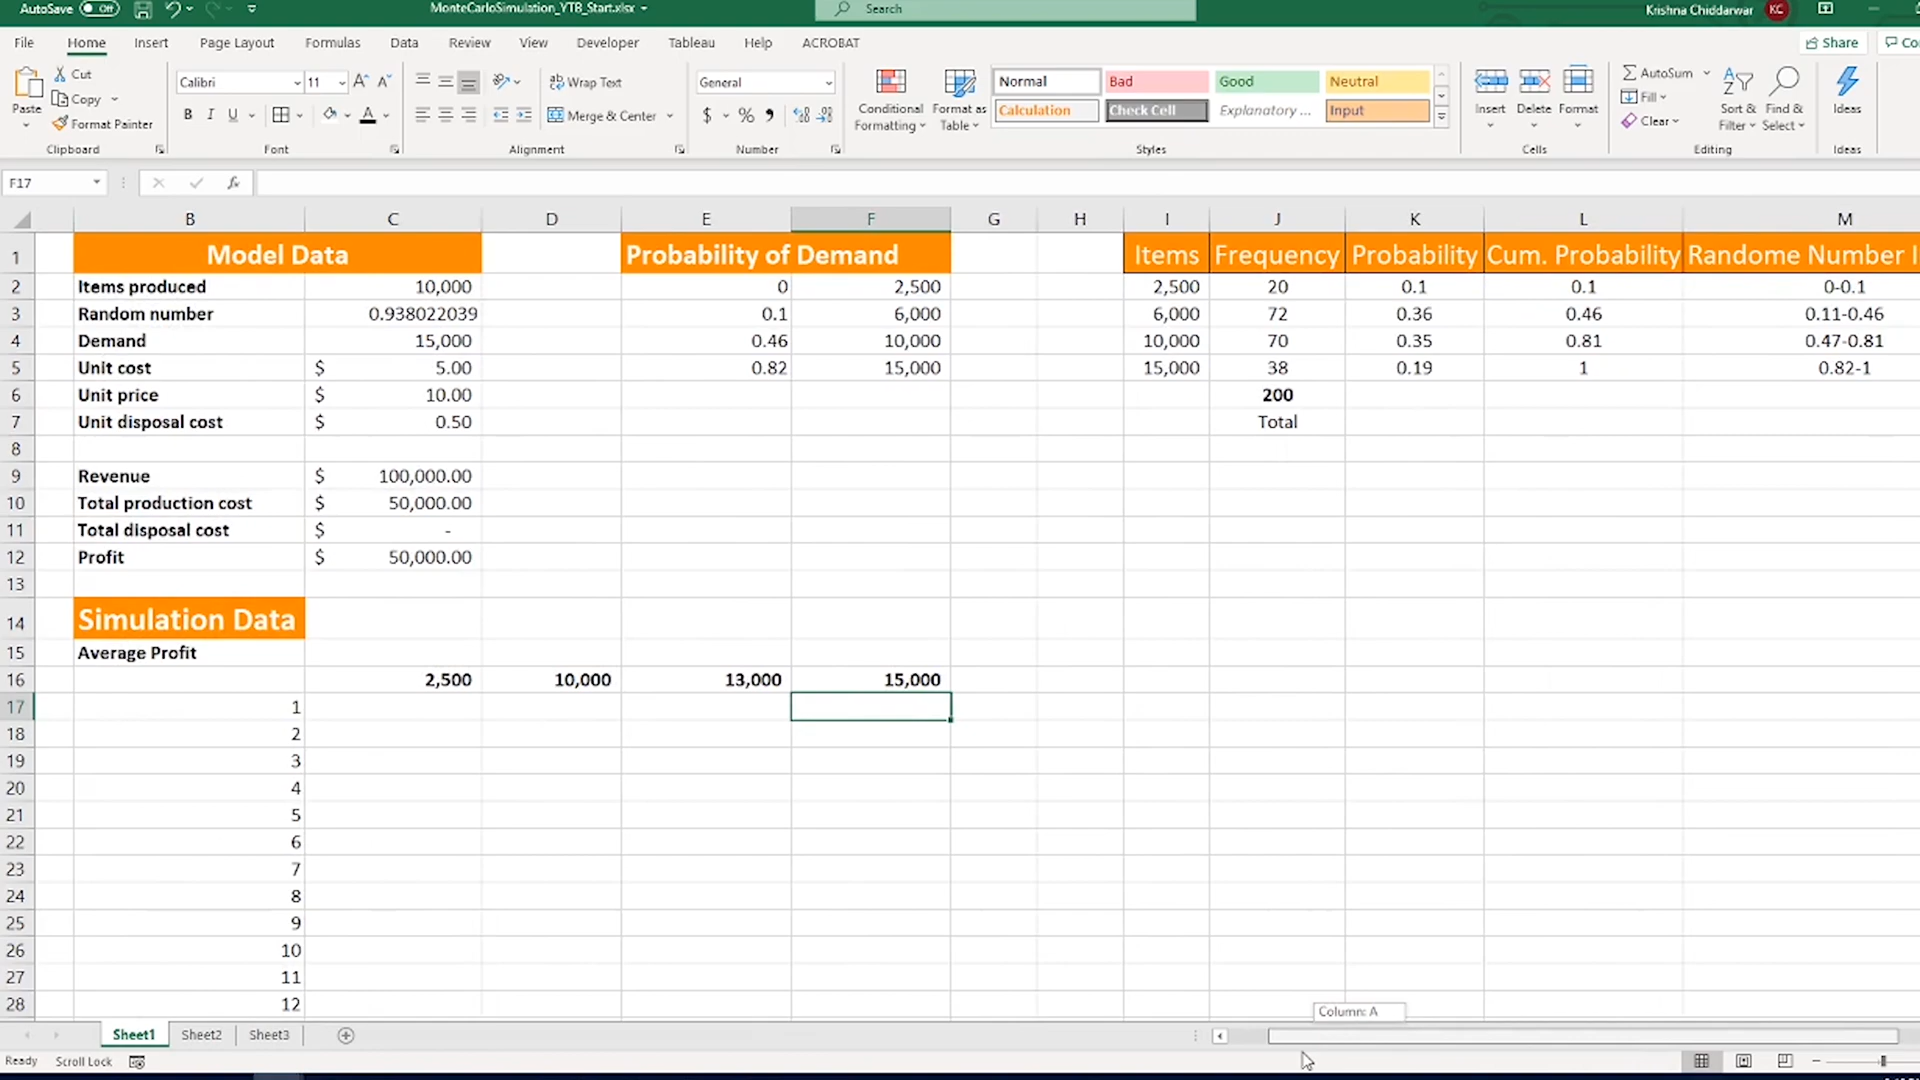 AutoSave Off MonteCarloSimulation_YTB_Start.xlsx Search Krishna Chiddarwar KC
File Home Insert Draw Page Layout Formulas Data Review View Developer Tableau Help ACROBAT Share Co
Paste Cut Copy Format Painter Clipboard
Calibri 11 B I U Font
Wrap Text Merge & Center Alignment
General $ % Number
Conditional Formatting Format as Table
Normal Bad Good Neutral
Calculation Check Cell Explanatory ... Input
Styles
Insert Delete Format Cells
AutoSum Fill Clear Sort & Filter Find & Select Editing
Ideas Ideas
F17 fx
B C D E F G H I J K L M
1 Model Data Probability of Demand Items Frequency Probability Cum. Probability Randome Number I
2 Items produced 10,000 0 2,500 2,500 20 0.1 0.1 0-0.1
3 Random number 0.938022039 0.1 6,000 6,000 72 0.36 0.46 0.11-0.46
4 Demand 15,000 0.46 10,000 10,000 70 0.35 0.81 0.47-0.81
5 Unit cost $ 5.00 0.82 15,000 15,000 38 0.19 1 0.82-1
6 Unit price $ 10.00 200
7 Unit disposal cost $ 0.50 Total
8
9 Revenue $ 100,000.00
10 Total production cost $ 50,000.00
11 Total disposal cost $ -
12 Profit $ 50,000.00
13
14 Simulation Data
15 Average Profit
16 2,500 10,000 13,000 15,000
17 1
18 2
19 3
20 4
21 5
22 6
23 7
24 8
25 9
26 10
27 11
28 12
Column: A
Sheet1 Sheet2 Sheet3
Ready Scroll Lock